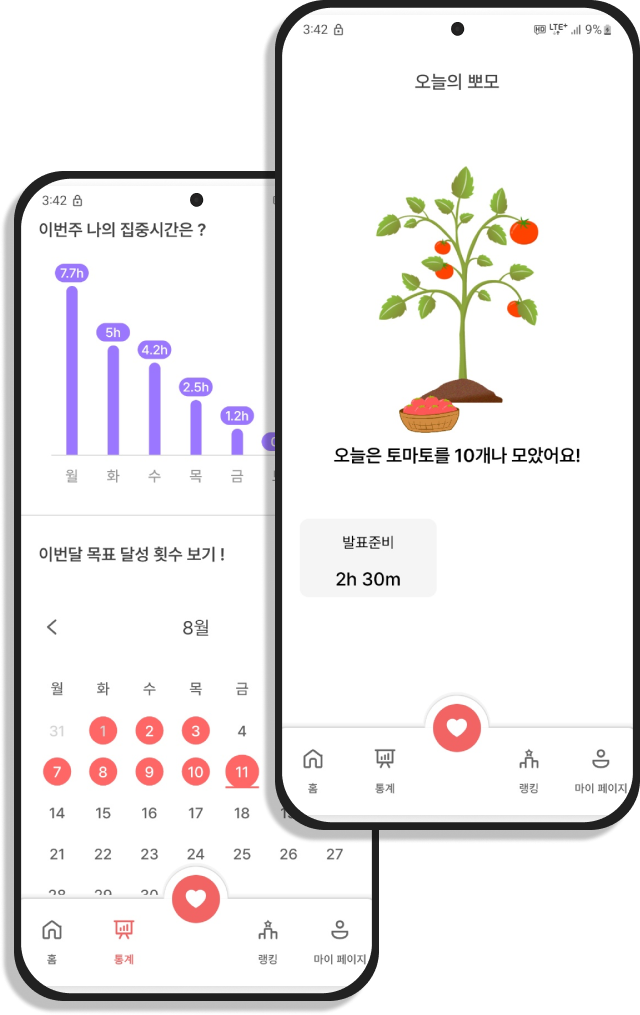 3:42
이번주 나의 집중시간은 ?
7.7h
5h
4.2h
2.5h
1.2h
월 화 수 목 금
이번달 목표 달성 횟수 보기 !
8월
월 화 수 목 금
31 1 2 3 4
7 8 9 10 11
14 15 16 17 18
21 22 23 24 25 26 27
28 29 30
홈 통계 랭킹 마이 페이지
3:42 HD LTE+ 9%
오늘의 뽀모
오늘은 토마토를 10개나 모았어요!
발표준비
2h 30m
홈 통계 랭킹 마이 페이지